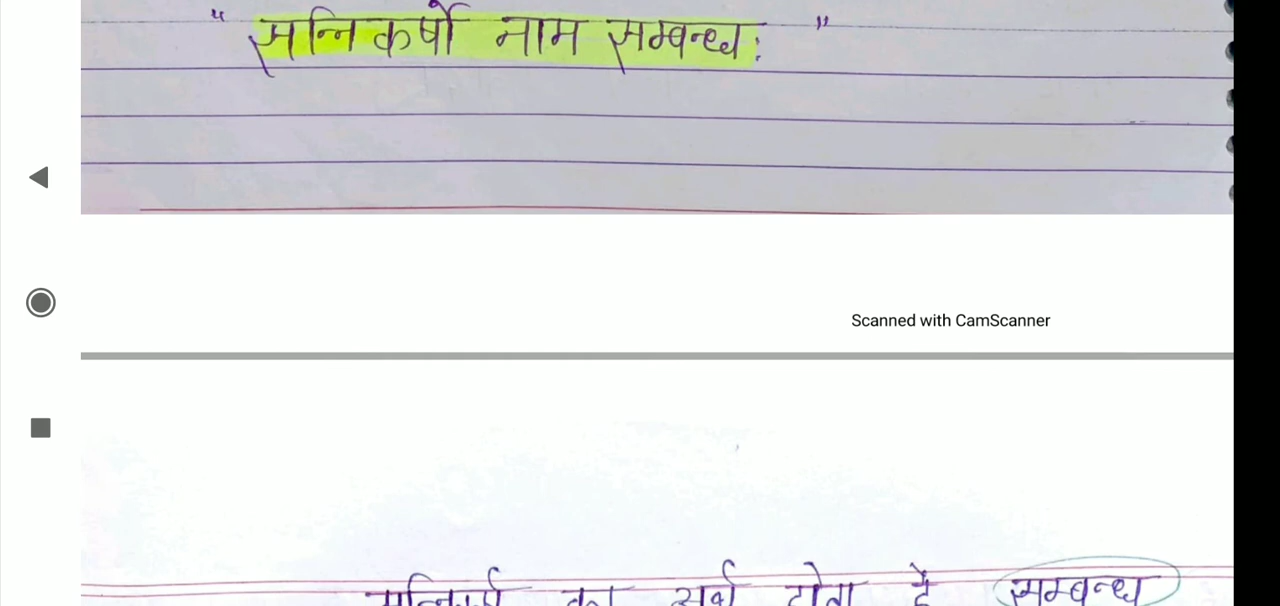 “ सन्निकर्षो नाम सम्बन्धः ”
Scanned with CamScanner
सन्निकर्ष का अर्थ होता है सम्बन्ध